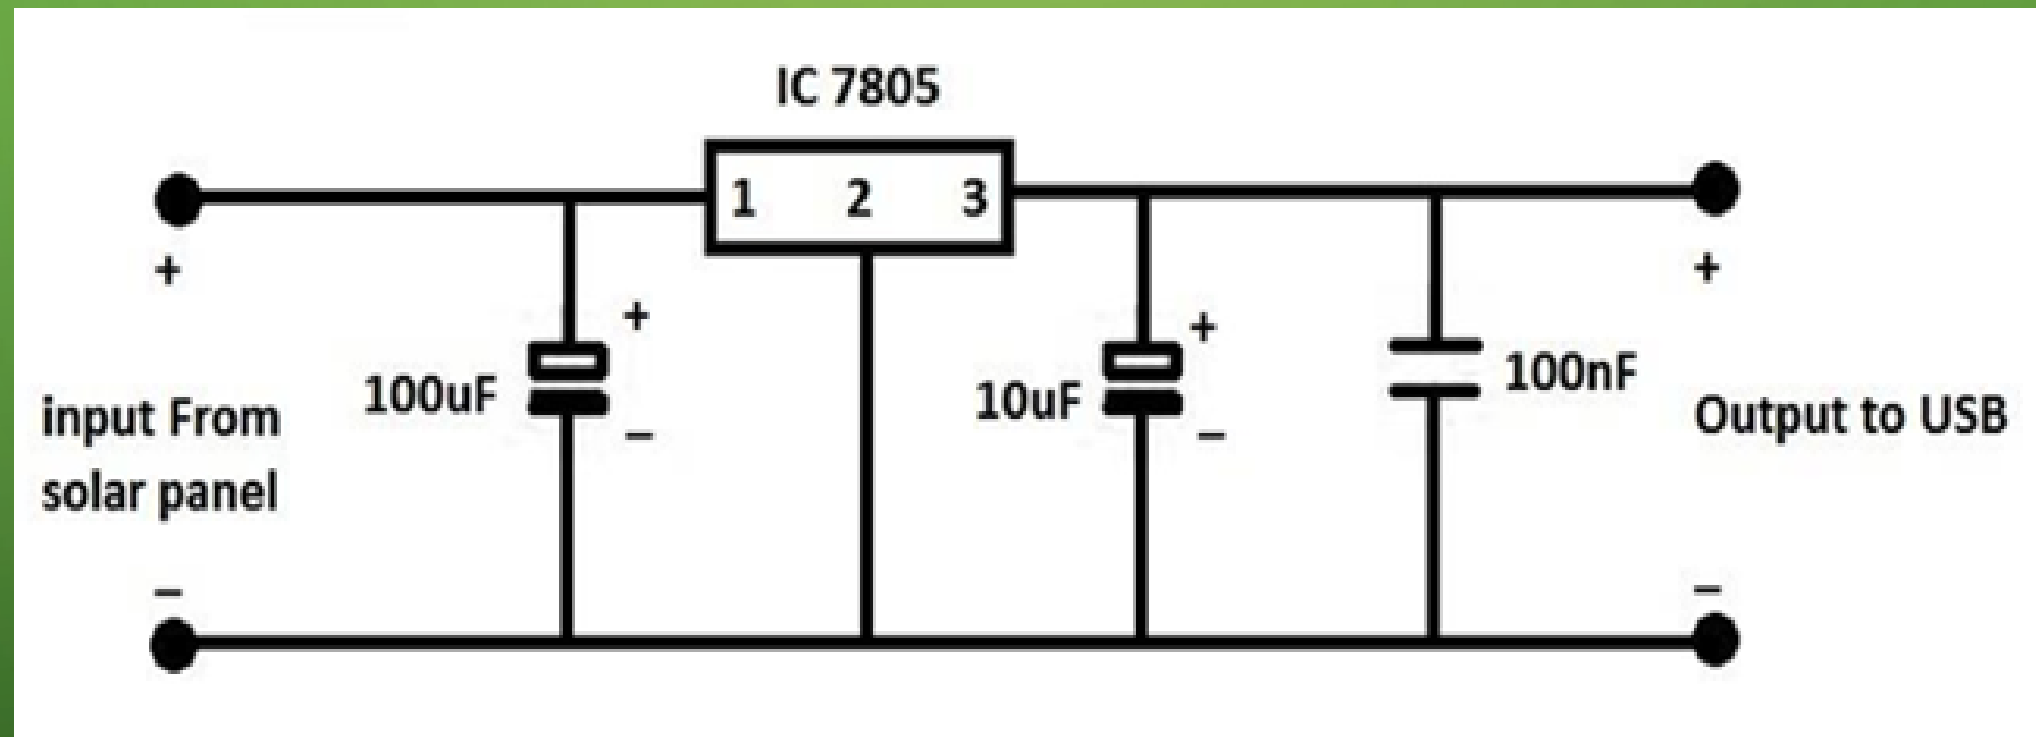 IC 7805
1 2 3
+
+
+
+
100uF
10uF
100nF
input From
solar panel
Output to USB
–
–
–
–